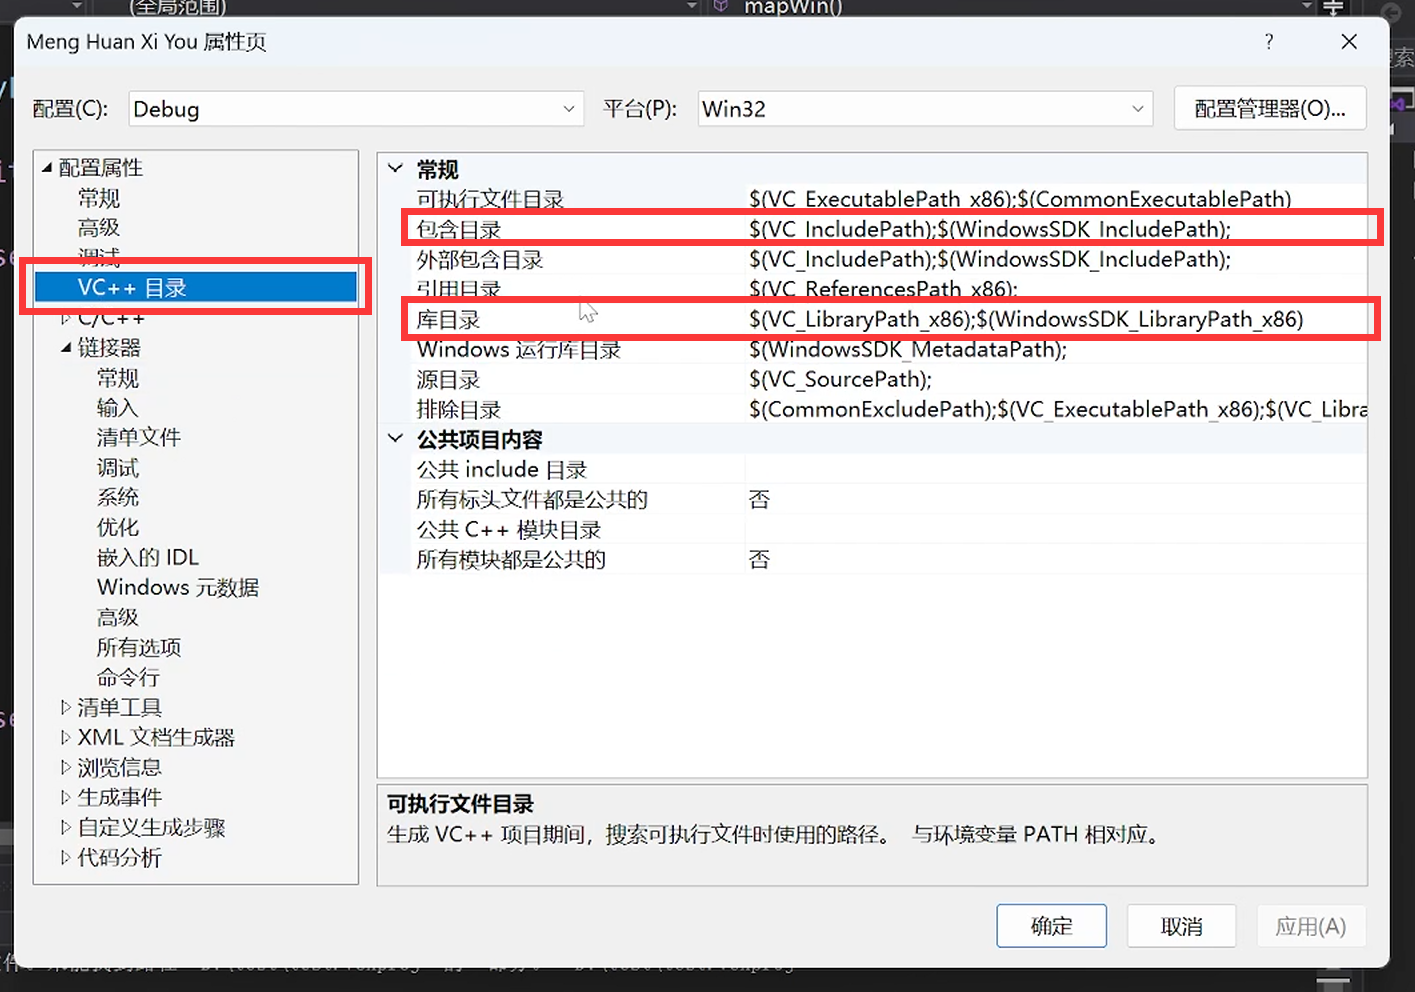 (全局范围)
mapWin()
Meng Huan Xi You 属性页
?
配置(C):
Debug
平台(P):
Win32
配置管理器(O)...
配置属性
常规
高级
调试
VC++ 目录
C/C++
链接器
常规
输入
清单文件
调试
系统
优化
嵌入的 IDL
Windows 元数据
高级
所有选项
命令行
清单工具
XML 文档生成器
浏览信息
生成事件
自定义生成步骤
代码分析
常规
可执行文件目录 $(VC_ExecutablePath_x86);$(CommonExecutablePath)
包含目录 $(VC_IncludePath);$(WindowsSDK_IncludePath);
外部包含目录 $(VC_IncludePath);$(WindowsSDK_IncludePath);
引用目录 $(VC_ReferencesPath_x86);
库目录 $(VC_LibraryPath_x86);$(WindowsSDK_LibraryPath_x86)
Windows 运行库目录 $(WindowsSDK_MetadataPath);
源目录 $(VC_SourcePath);
排除目录 $(CommonExcludePath);$(VC_ExecutablePath_x86);$(VC_Libra
公共项目内容
公共 include 目录
所有标头文件都是公共的 否
公共 C++ 模块目录
所有模块都是公共的 否
可执行文件目录
生成 VC++ 项目期间，搜索可执行文件时使用的路径。 与环境变量 PATH 相对应。
确定
取消
应用(A)